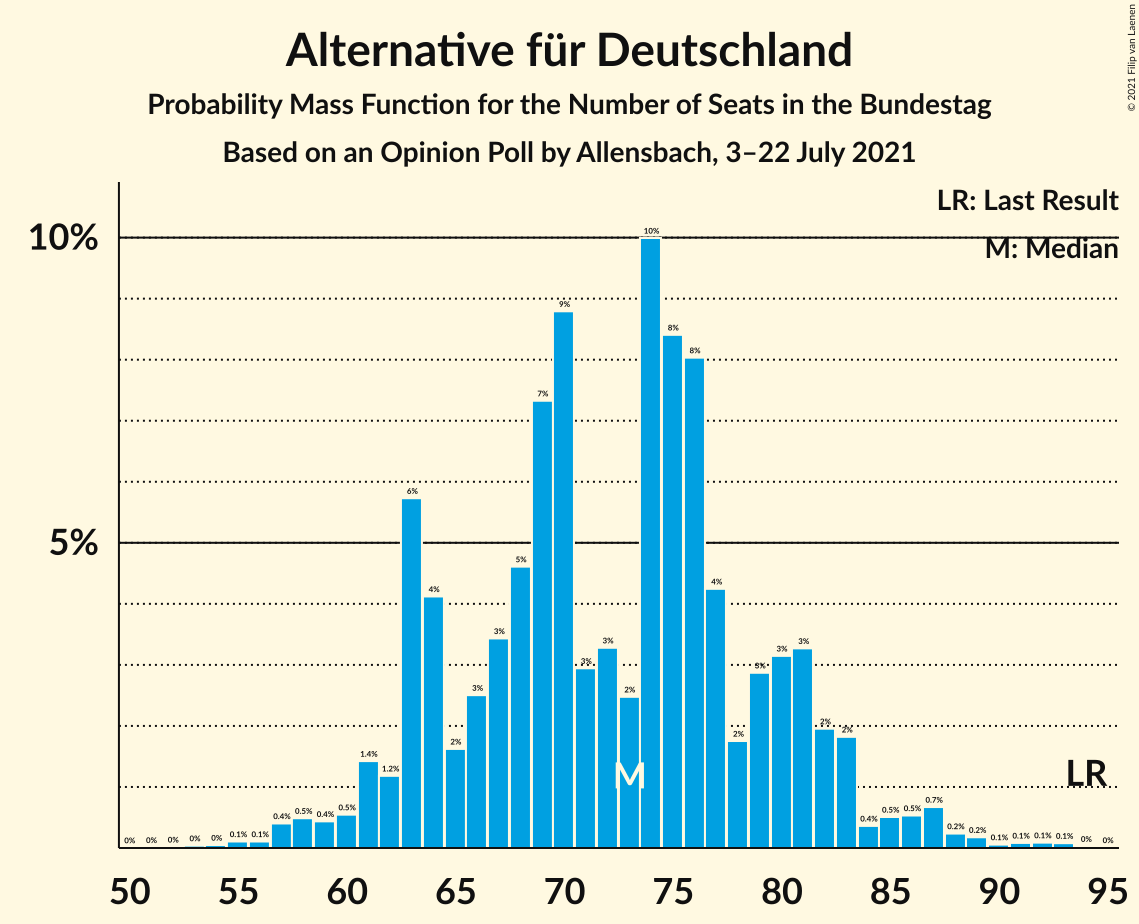 Alternative für Deutschland
Probability Mass Function for the Number of Seats in the Bundestag
Based on an Opinion Poll by Allensbach, 3–22 July 2021
© 2021 Filip van Laenen
LR: Last Result
M: Median
10%
5%
0% 0% 0% 0% 0% 0.1% 0.1% 0.4% 0.5% 0.4% 0.5% 1.4% 1.2% 6% 4% 2% 3% 3% 5% 7% 9% 3% 3% 2% 10% 8% 8% 4% 2% 3% 3% 3% 2% 2% 0.4% 0.5% 0.5% 0.7% 0.2% 0.2% 0.1% 0.1% 0.1% 0.1% 0% 0%
M
LR
50 55 60 65 70 75 80 85 90 95